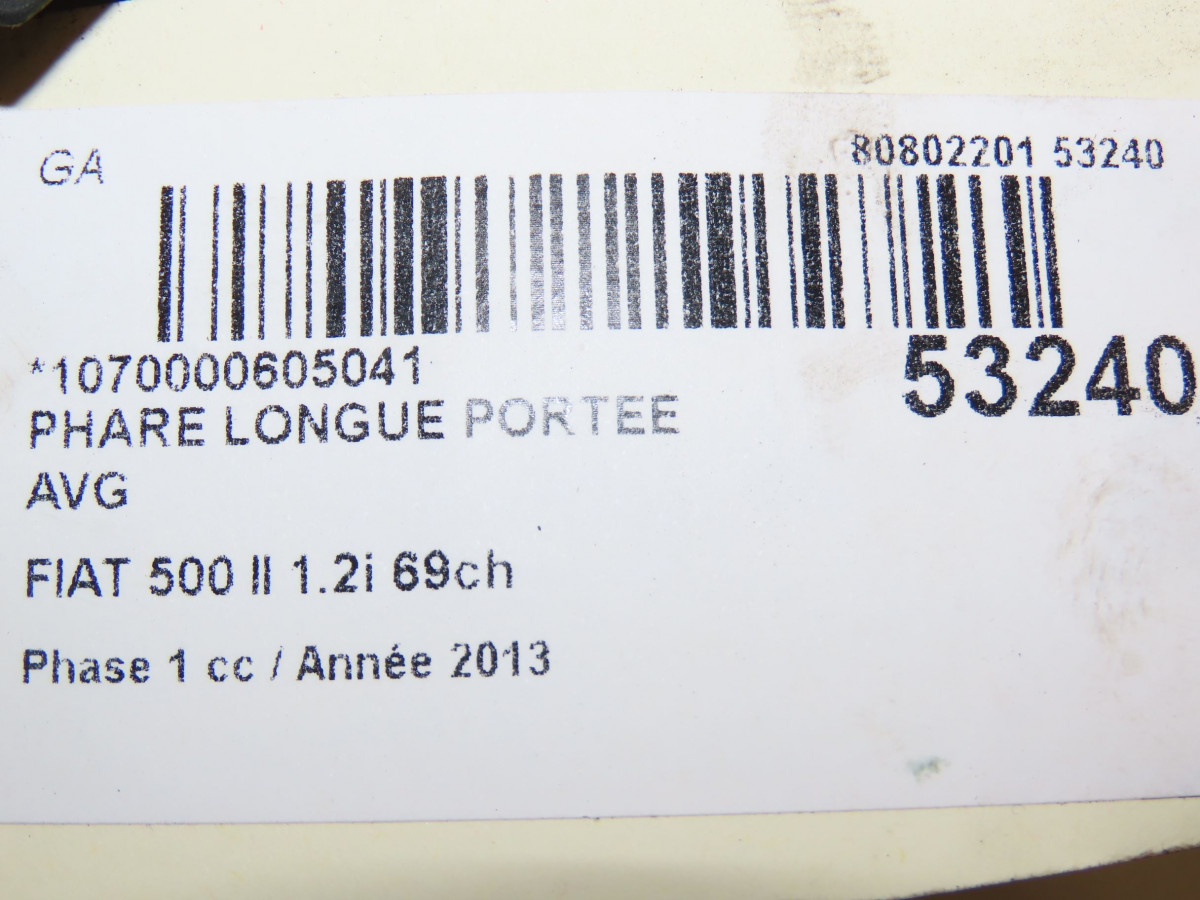 GA
80802201 53240
*1070000605041
53240
PHARE LONGUE PORTEE
AVG
FIAT 500 II 1.2i 69ch
Phase 1 cc / Année 2013